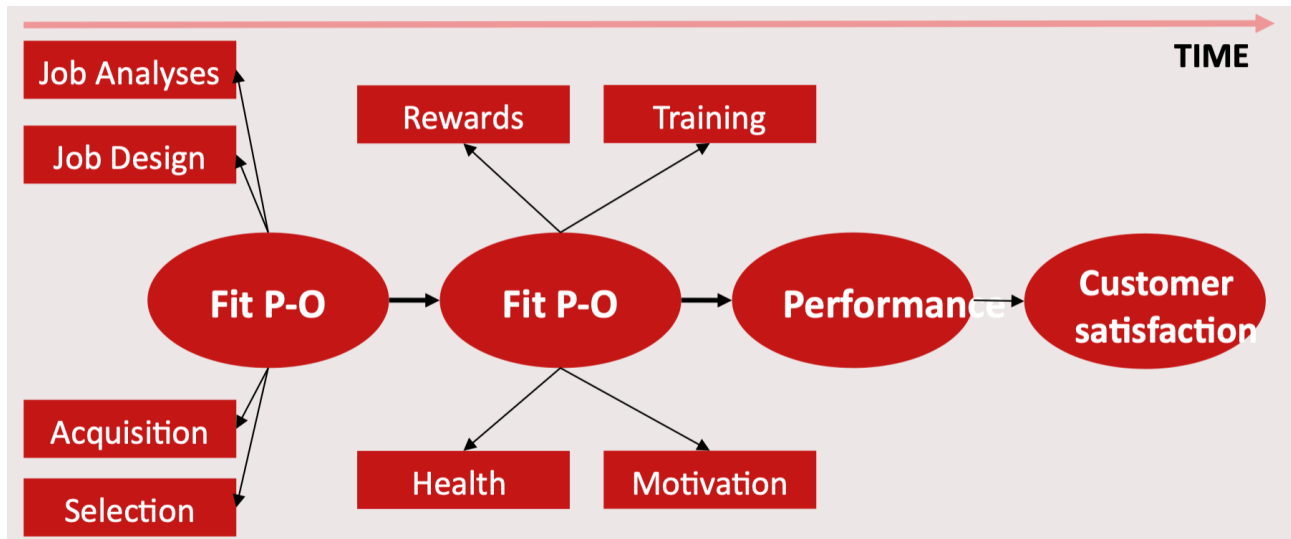 TIME
Job Analyses
Job Design
Rewards
Training
Fit P-O
Fit P-O
Performance
Customer
satisfaction
Acquisition
Selection
Health
Motivation